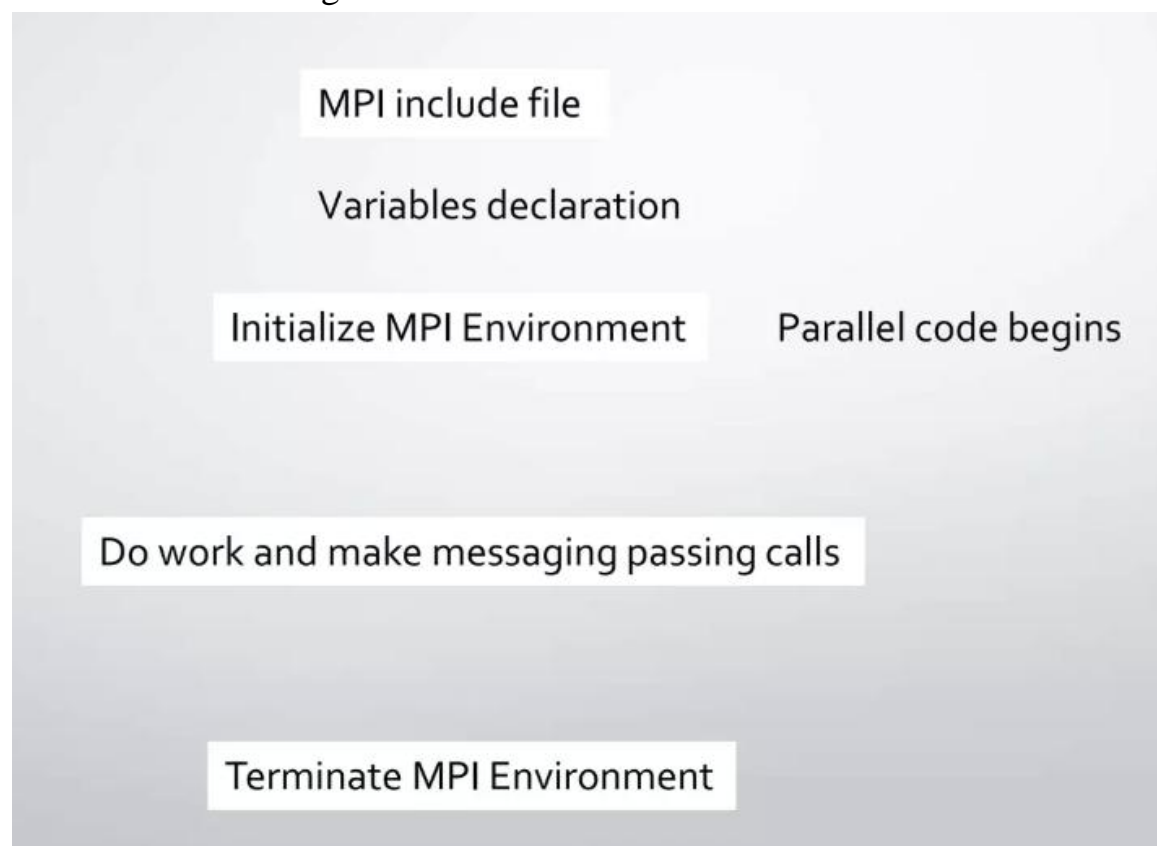 MPI include file
Variables declaration
Initialize MPI Environment
Parallel code begins
Do work and make messaging passing calls
Terminate MPI Environment